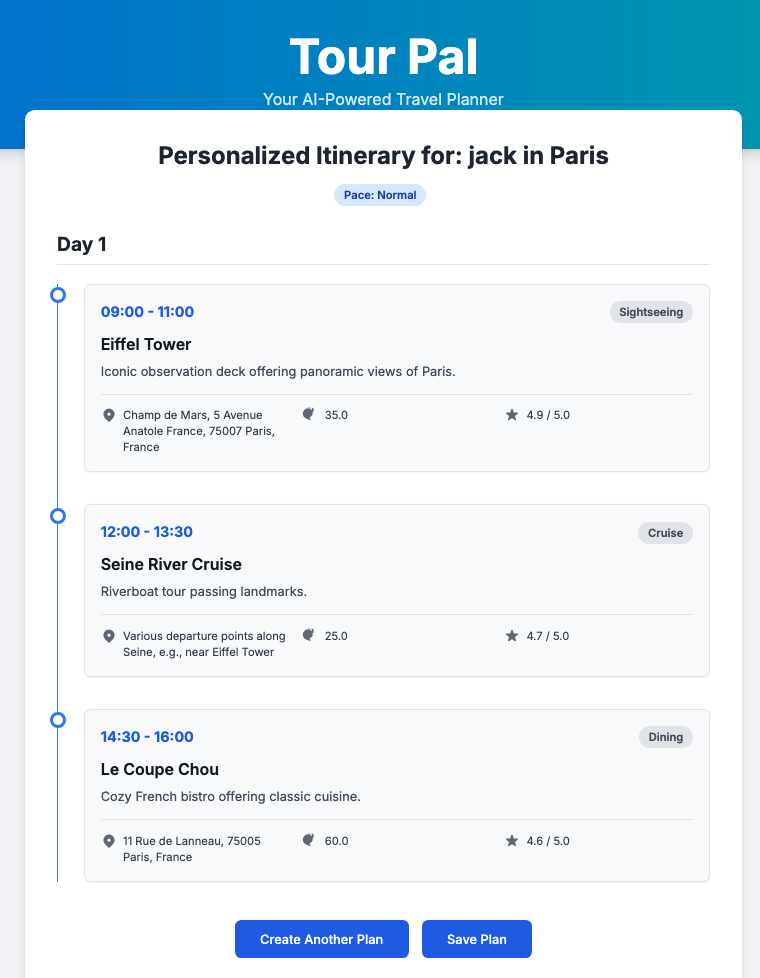 Tour Pal
Your AI-Powered Travel Planner
Personalized Itinerary for: jack in Paris
Pace: Normal
Day 1
09:00 - 11:00
Sightseeing
Eiffel Tower
Iconic observation deck offering panoramic views of Paris.
Champ de Mars, 5 Avenue
Anatole France, 75007 Paris,
France
35.0
4.9 / 5.0
12:00 - 13:30
Cruise
Seine River Cruise
Riverboat tour passing landmarks.
Various departure points along
Seine, e.g., near Eiffel Tower
25.0
4.7 / 5.0
14:30 - 16:00
Dining
Le Coupe Chou
Cozy French bistro offering classic cuisine.
11 Rue de Lanneau, 75005
Paris, France
60.0
4.6 / 5.0
Create Another Plan
Save Plan